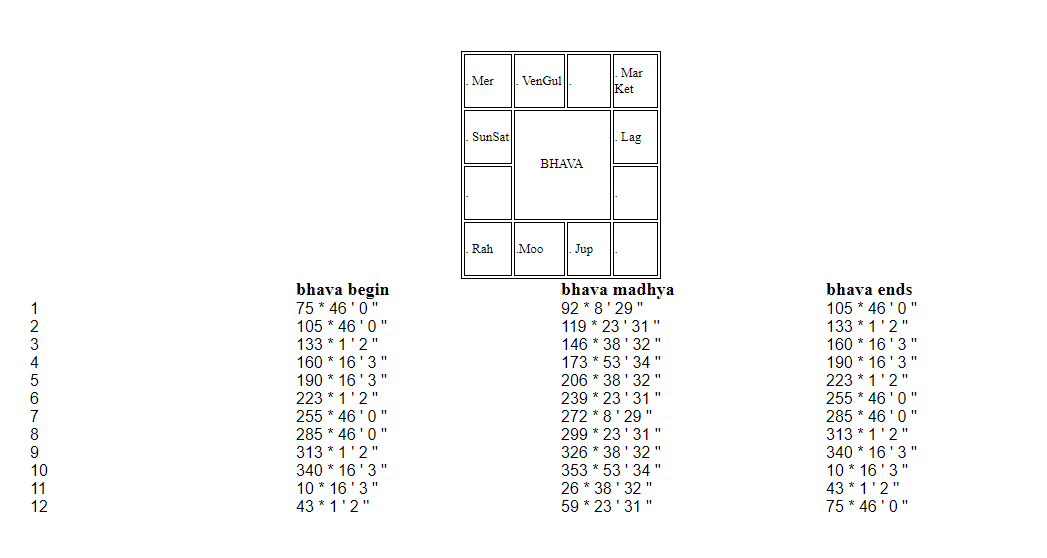 . Mer . VenGul . . Mar
Ket
. SunSat BHAVA . Lag
. .
. Rah .Moo . Jup .
bhava begin bhava madhya bhava ends
1 75 * 46 ' 0 " 92 * 8 ' 29 " 105 * 46 ' 0 "
2 105 * 46 ' 0 " 119 * 23 ' 31 " 133 * 1 ' 2 "
3 133 * 1 ' 2 " 146 * 38 ' 32 " 160 * 16 ' 3 "
4 160 * 16 ' 3 " 173 * 53 ' 34 " 190 * 16 ' 3 "
5 190 * 16 ' 3 " 206 * 38 ' 32 " 223 * 1 ' 2 "
6 223 * 1 ' 2 " 239 * 23 ' 31 " 255 * 46 ' 0 "
7 255 * 46 ' 0 " 272 * 8 ' 29 " 285 * 46 ' 0 "
8 285 * 46 ' 0 " 299 * 23 ' 31 " 313 * 1 ' 2 "
9 313 * 1 ' 2 " 326 * 38 ' 32 " 340 * 16 ' 3 "
10 340 * 16 ' 3 " 353 * 53 ' 34 " 10 * 16 ' 3 "
11 10 * 16 ' 3 " 26 * 38 ' 32 " 43 * 1 ' 2 "
12 43 * 1 ' 2 " 59 * 23 ' 31 " 75 * 46 ' 0 "